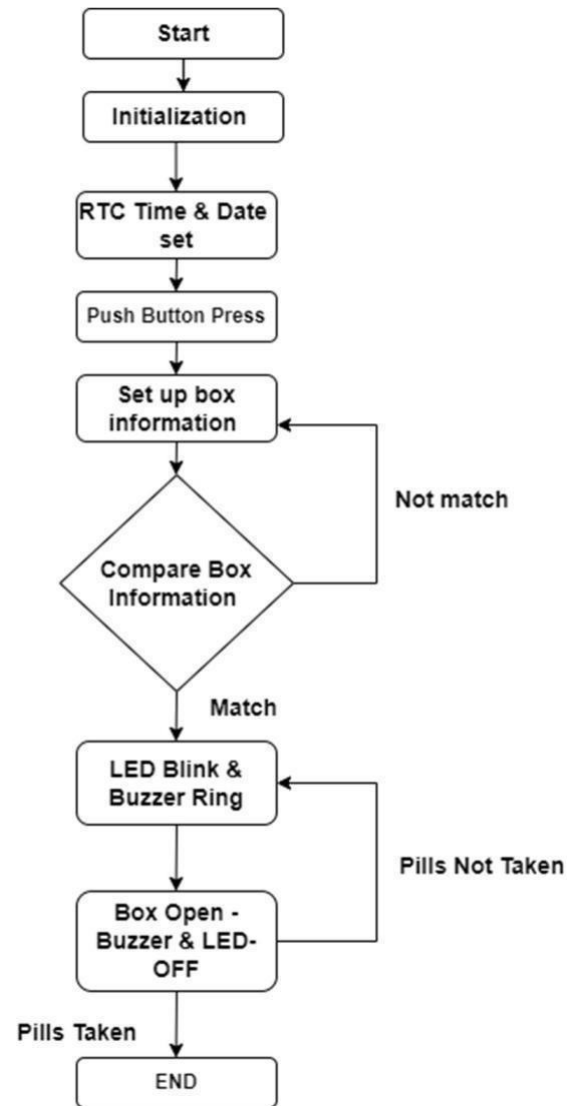 Start
Initialization
RTC Time & Date
set
Push Button Press
Set up box
information
Not match
Compare Box
Information
Match
LED Blink &
Buzzer Ring
Pills Not Taken
Box Open -
Buzzer & LED-
OFF
Pills Taken
END